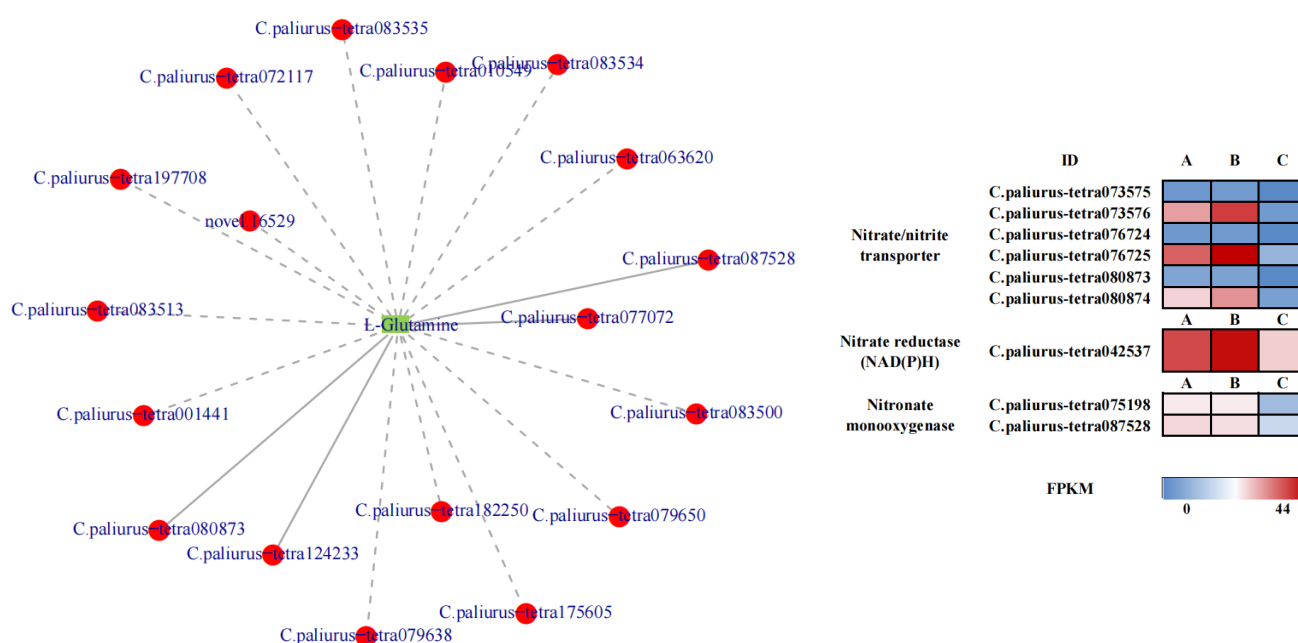 C.paliurus-tetra083535
C.paliurus-tetra083534
C.paliurus-tetra010549
C.paliurus-tetra072117
C.paliurus-tetra063620
C.paliurus-tetra197708
novel.16529
C.paliurus-tetra087528
C.paliurus-tetra083513
C.paliurus-tetra077072
L-Glutamine
C.paliurus-tetra001441
C.paliurus-tetra083500
C.paliurus-tetra182250
C.paliurus-tetra079650
C.paliurus-tetra080873
C.paliurus-tetra124233
C.paliurus-tetra175605
C.paliurus-tetra079638
ID A B C
Nitrate/nitrite
transporter
C.paliurus-tetra073575
C.paliurus-tetra073576
C.paliurus-tetra076724
C.paliurus-tetra076725
C.paliurus-tetra080873
C.paliurus-tetra080874
A B C
Nitrate reductase
(NAD(P)H)
C.paliurus-tetra042537
A B C
Nitronate
monooxygenase
C.paliurus-tetra075198
C.paliurus-tetra087528
FPKM
0 44